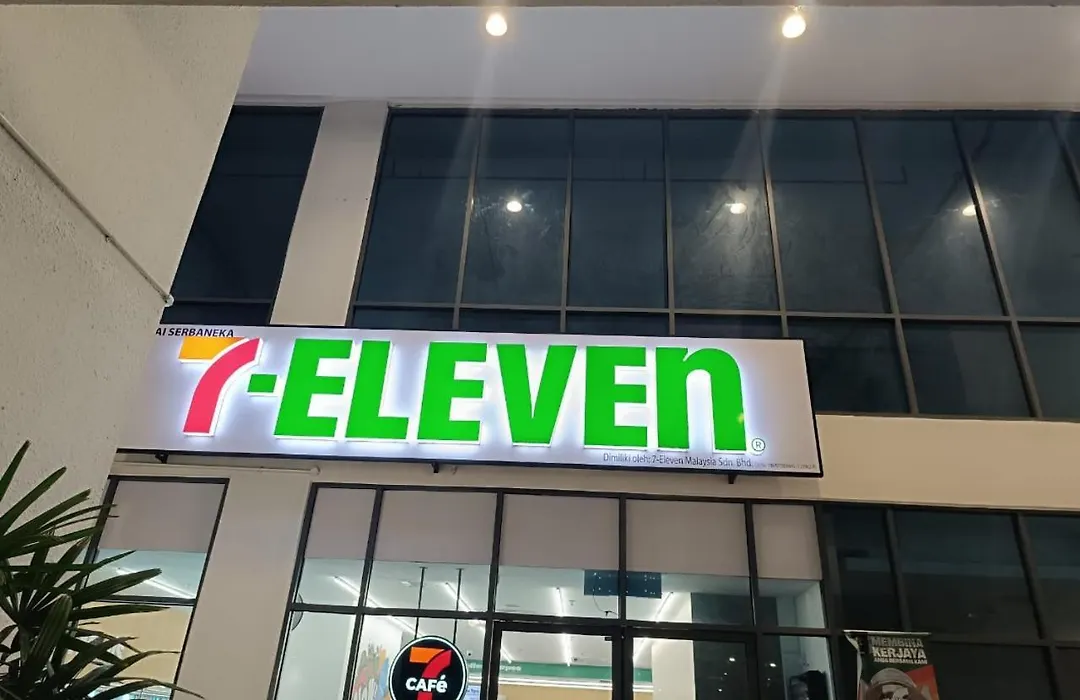 AI SERBANEKA
7-ELEVEn
®
Dimiliki oleh: 7-Eleven Malaysia Sdn. Bhd.
7
CAFé
MEMBINA
KERJAYA